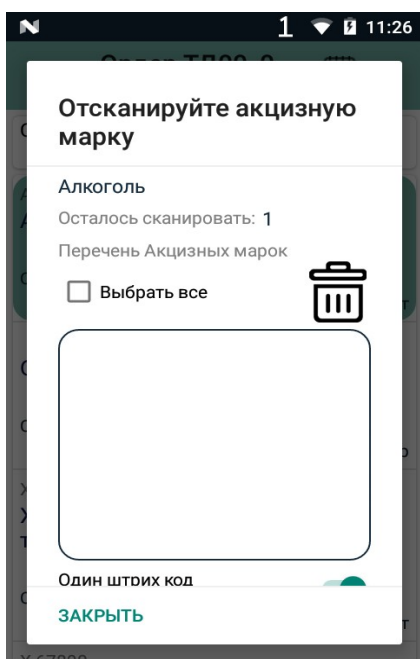 1 11:26
Отсканируйте акцизную
марку
Алкоголь
Осталось сканировать: 1
Перечень Акцизных марок
Выбрать все
Один штрих код
ЗАКРЫТЬ